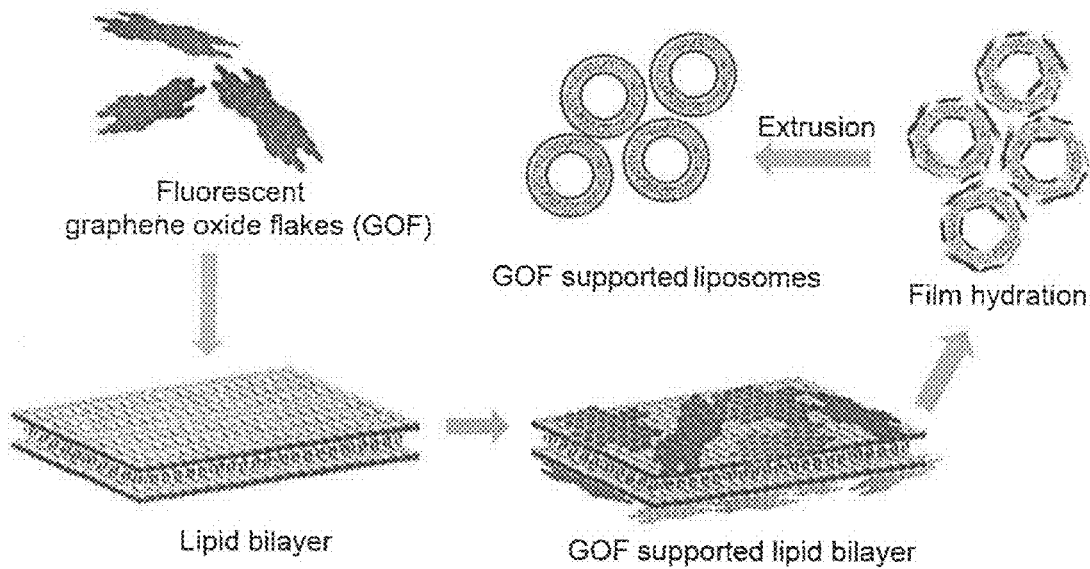 Fluorescent
graphene oxide flakes (GOF)
Lipid bilayer
GOF supported lipid bilayer
Film hydration
Extrusion
GOF supported liposomes